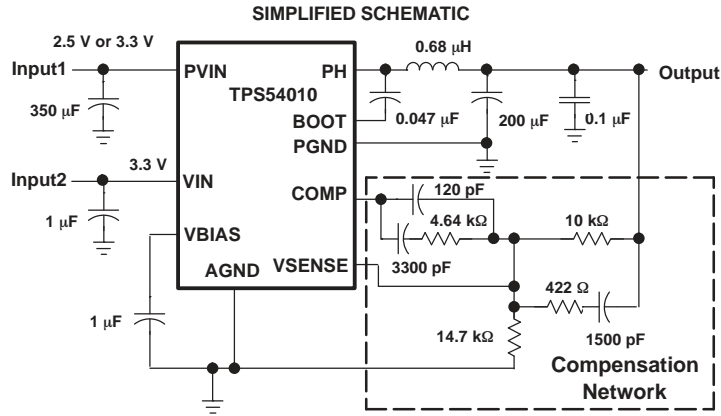 SIMPLIFIED SCHEMATIC
2.5 V or 3.3 V
0.68 μH
Input1
PVIN
PH
Output
TPS54010
350 μF
BOOT
0.047 μF
200 μF
0.1 μF
PGND
3.3 V
Input2
VIN
COMP
120 pF
1 μF
4.64 kΩ
10 kΩ
VBIAS
3300 pF
AGND
VSENSE
422 Ω
1 μF
14.7 kΩ
1500 pF
Compensation
Network